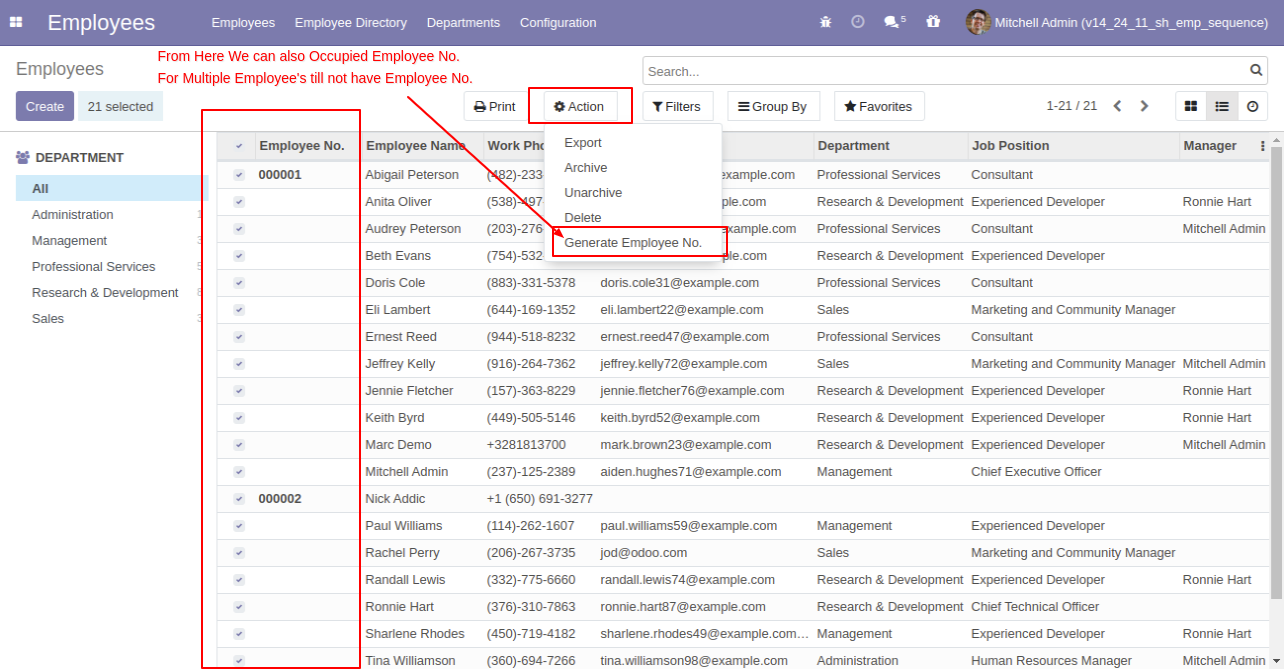 Employees Employees Employee Directory Departments Configuration 5 Mitchell Admin (v14_24_11_sh_emp_sequence)
From Here We can also Occupied Employee No.
For Multiple Employee's till not have Employee No.
Employees Search...
Create 21 selected Print Action Filters Group By Favorites 1-21 / 21
Export
Archive
Unarchive
Delete
Generate Employee No.
DEPARTMENT
All
Administration 1
Management 3
Professional Services 5
Research & Development 8
Sales 3
Employee No. Employee Name Work Pho Department Job Position Manager
000001 Abigail Peterson (482)-233 example.com Professional Services Consultant
Anita Oliver (538)-497 ple.com Research & Development Experienced Developer Ronnie Hart
Audrey Peterson (203)-276 xample.com Professional Services Consultant Mitchell Admin
Beth Evans (754)-532 ple.com Research & Development Experienced Developer
Doris Cole (883)-331-5378 doris.cole31@example.com Professional Services Consultant
Eli Lambert (644)-169-1352 eli.lambert22@example.com Sales Marketing and Community Manager
Ernest Reed (944)-518-8232 ernest.reed47@example.com Professional Services Consultant
Jeffrey Kelly (916)-264-7362 jeffrey.kelly72@example.com Sales Marketing and Community Manager Mitchell Admin
Jennie Fletcher (157)-363-8229 jennie.fletcher76@example.com Research & Development Experienced Developer Ronnie Hart
Keith Byrd (449)-505-5146 keith.byrd52@example.com Research & Development Experienced Developer Ronnie Hart
Marc Demo +3281813700 mark.brown23@example.com Research & Development Experienced Developer Mitchell Admin
Mitchell Admin (237)-125-2389 aiden.hughes71@example.com Management Chief Executive Officer
000002 Nick Addic +1 (650) 691-3277
Paul Williams (114)-262-1607 paul.williams59@example.com Management Experienced Developer
Rachel Perry (206)-267-3735 jod@odoo.com Sales Marketing and Community Manager
Randall Lewis (332)-775-6660 randall.lewis74@example.com Research & Development Experienced Developer Ronnie Hart
Ronnie Hart (376)-310-7863 ronnie.hart87@example.com Research & Development Chief Technical Officer
Sharlene Rhodes (450)-719-4182 sharlene.rhodes49@example.com… Management Experienced Developer Ronnie Hart
Tina Williamson (360)-694-7266 tina.williamson98@example.com Administration Human Resources Manager Mitchell Admin